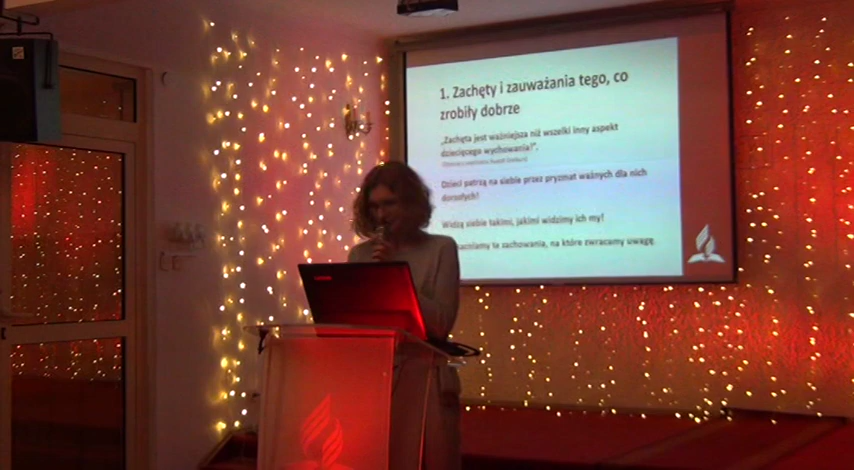 1. Zachęty i zauważania tego, co
zrobiły dobrze
„Zachęta jest ważniejsza niż wszelki inny aspekt
dziecięcego wychowania!”.
Dzieci patrzą na siebie przez pryzmat ważnych dla nich
dorosłych!
Widzą siebie takimi, jakimi widzimy ich my!
te zachowania, na które zwracamy uwagę.